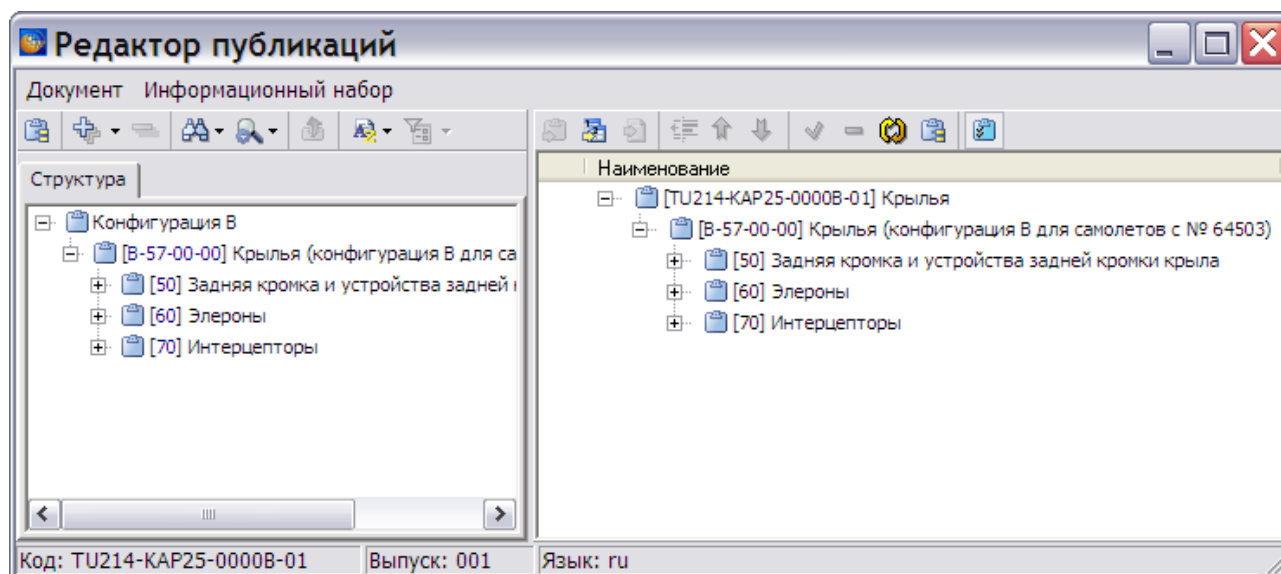 Редактор публикаций
Документ Информационный набор
Структура
Конфигурация В
[B-57-00-00] Крылья (конфигурация В для са
[50] Задняя кромка и устройства задней
[60] Элероны
[70] Интерцепторы
Наименование
[TU214-KAP25-0000B-01] Крылья
[B-57-00-00] Крылья (конфигурация В для самолетов с № 64503)
[50] Задняя кромка и устройства задней кромки крыла
[60] Элероны
[70] Интерцепторы
Код: TU214-KAP25-0000B-01 Выпуск: 001 Язык: ru